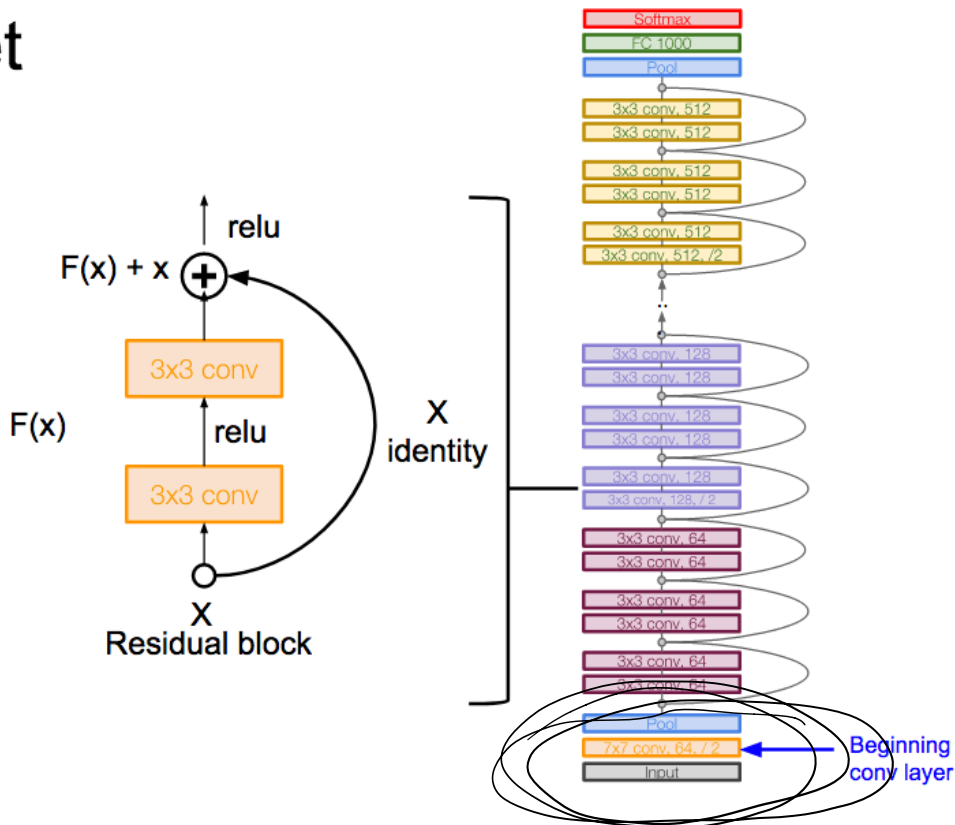 et
relu
F(x) + x
3x3 conv
F(x)
relu
X
identity
3x3 conv
X
Residual block
Softmax
FC 1000
Pool
3x3 conv, 512
3x3 conv, 512
3x3 conv, 512
3x3 conv, 512
3x3 conv, 512
3x3 conv, 512, /2
..
3x3 conv, 128
3x3 conv, 128
3x3 conv, 128
3x3 conv, 128
3x3 conv, 128
3x3 conv, 128, / 2
3x3 conv, 64
3x3 conv, 64
3x3 conv, 64
3x3 conv, 64
3x3 conv, 64
3x3 conv, 64
Pool
7x7 conv, 64, / 2
Input
Beginning
conv layer